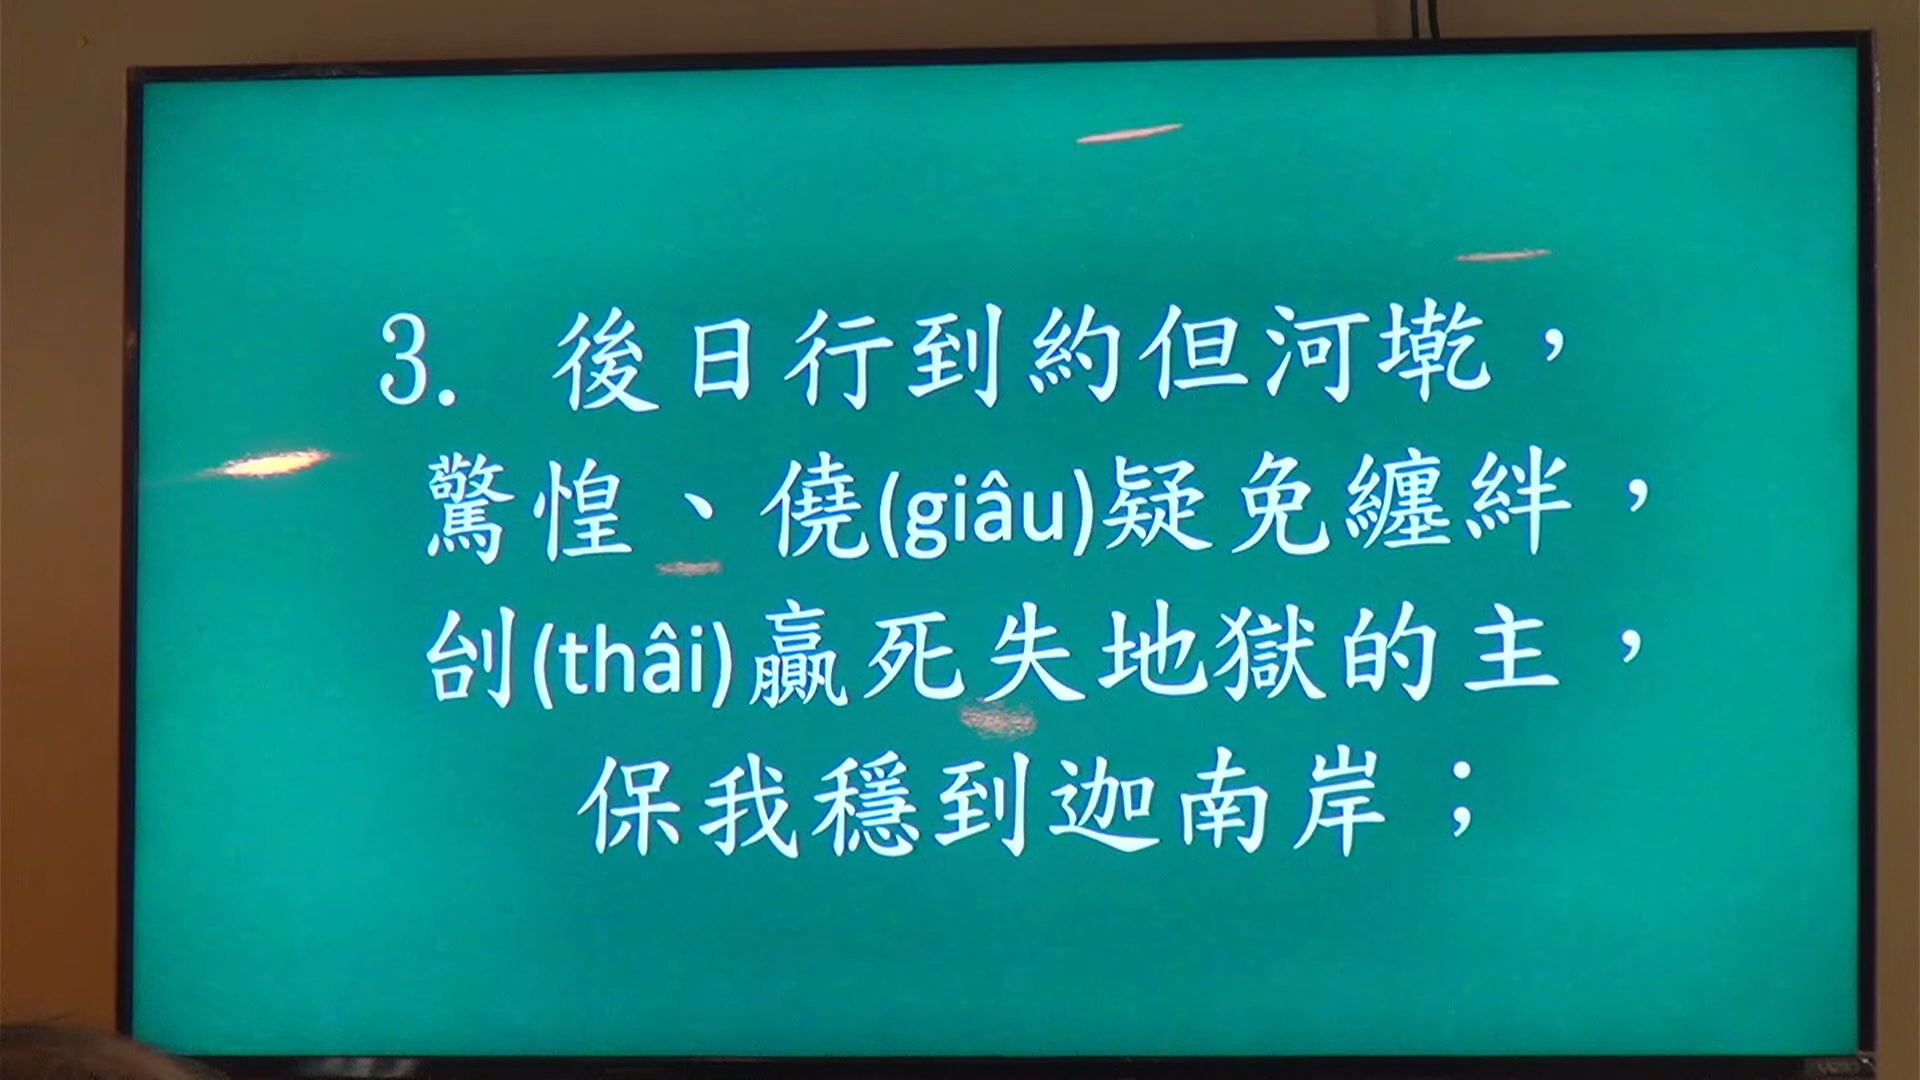 3. 後日行到約但河墘，
驚惶、僥(giâu)疑免纏絆，
刣(thâi)贏死失地獄的主，
保我穩到迦南岸；